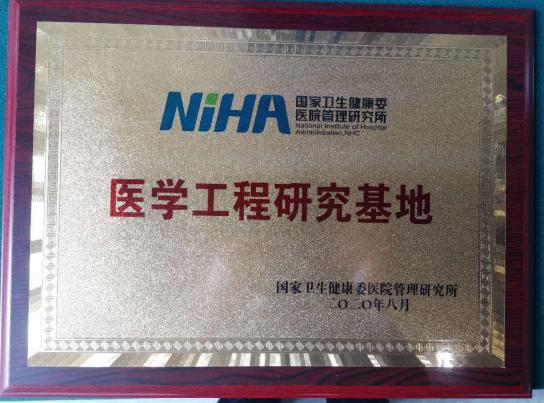 NiHA
国家卫生健康委
医院管理研究所
National Institute of Hospital
Administration,NHC
医学工程研究基地
国家卫生健康委医院管理研究所
二〇二〇年八月